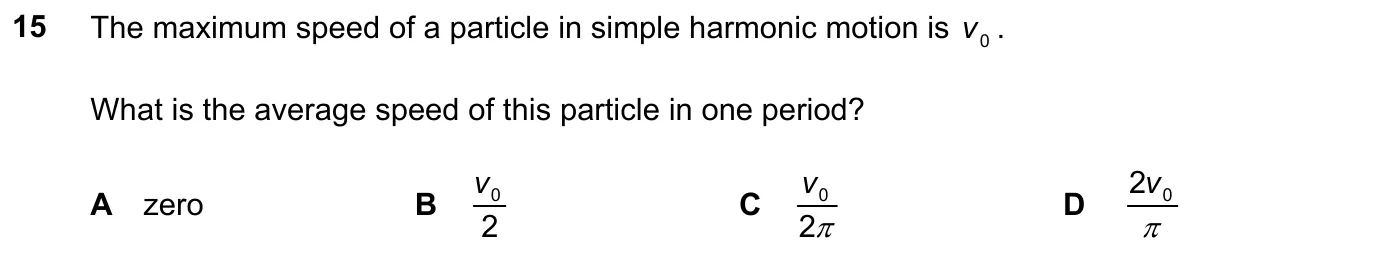 15 The maximum speed of a particle in simple harmonic motion is v₀ .
What is the average speed of this particle in one period?
A zero B v₀/2 C v₀/2π D 2v₀/π